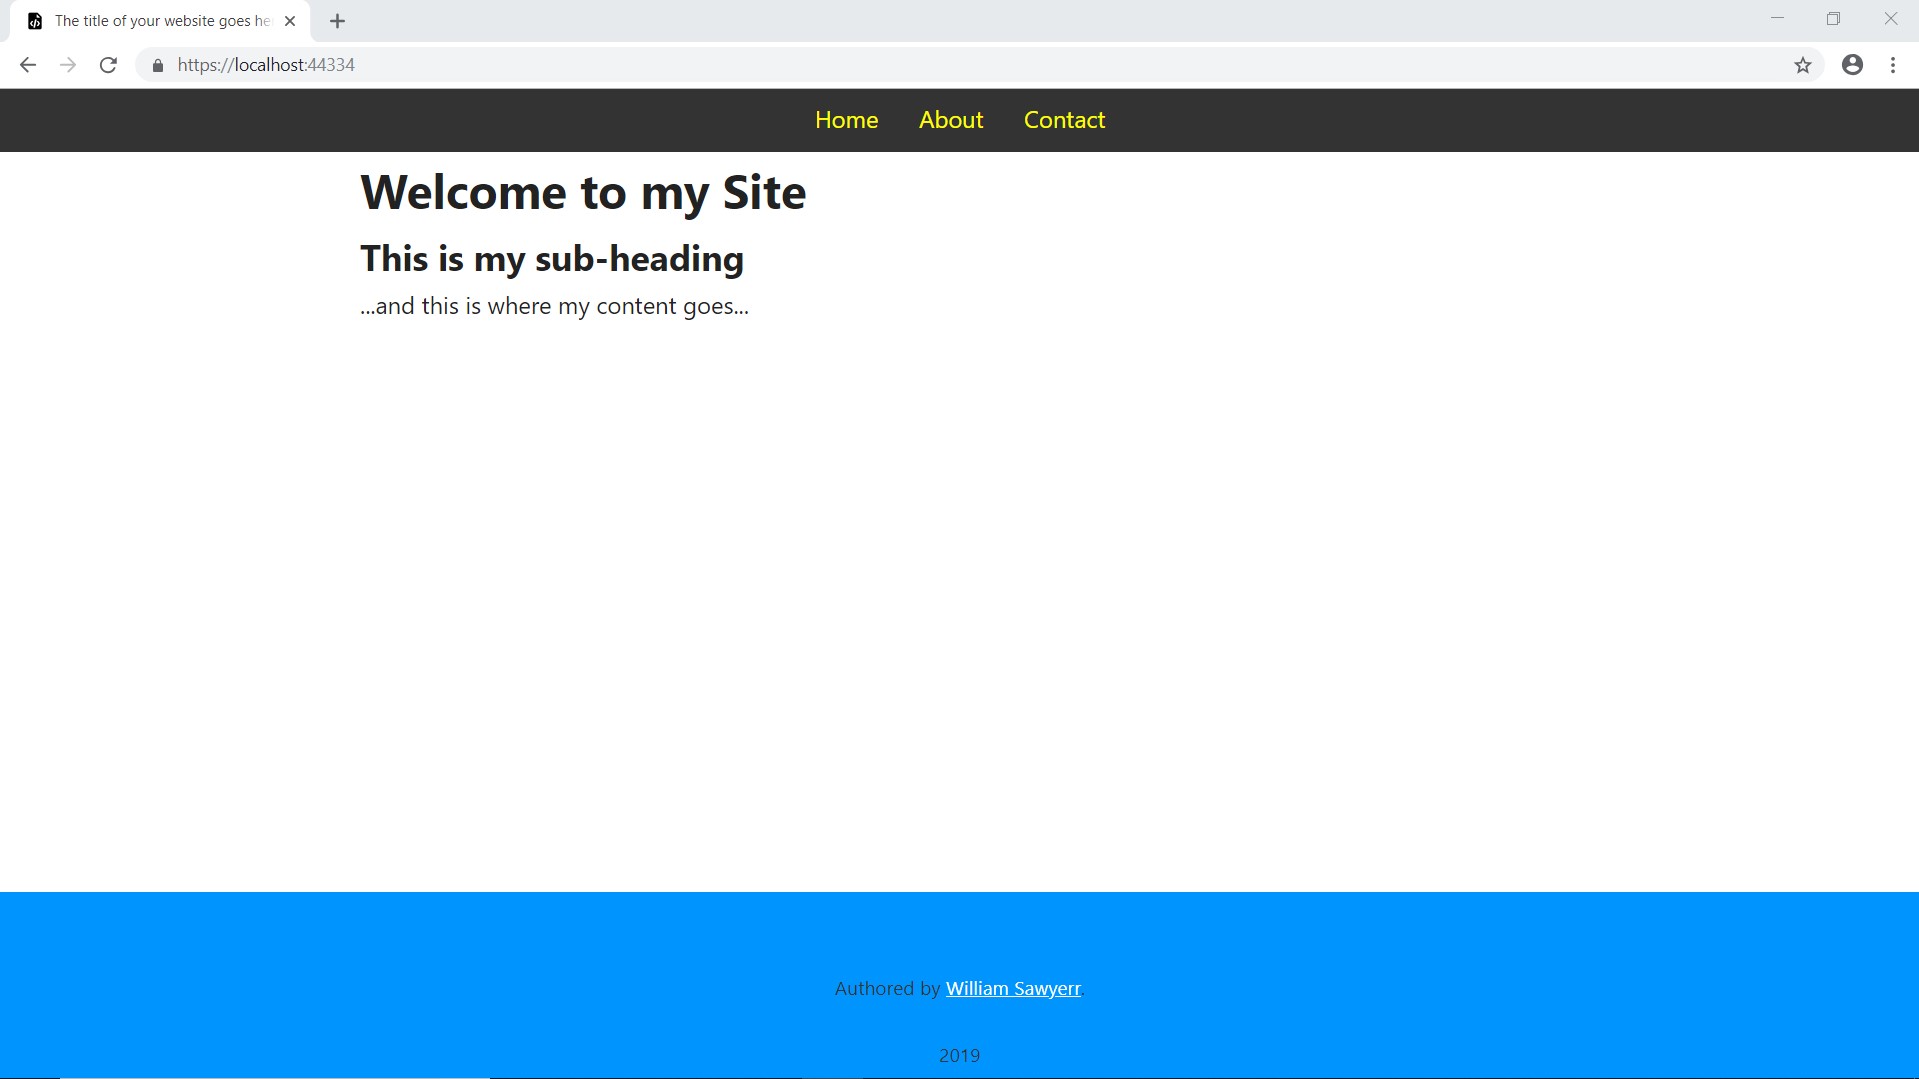 The title of your website goes he
https://localhost:44334
Home About Contact
Welcome to my Site
This is my sub-heading
...and this is where my content goes...
Authored by William Sawyerr.
2019